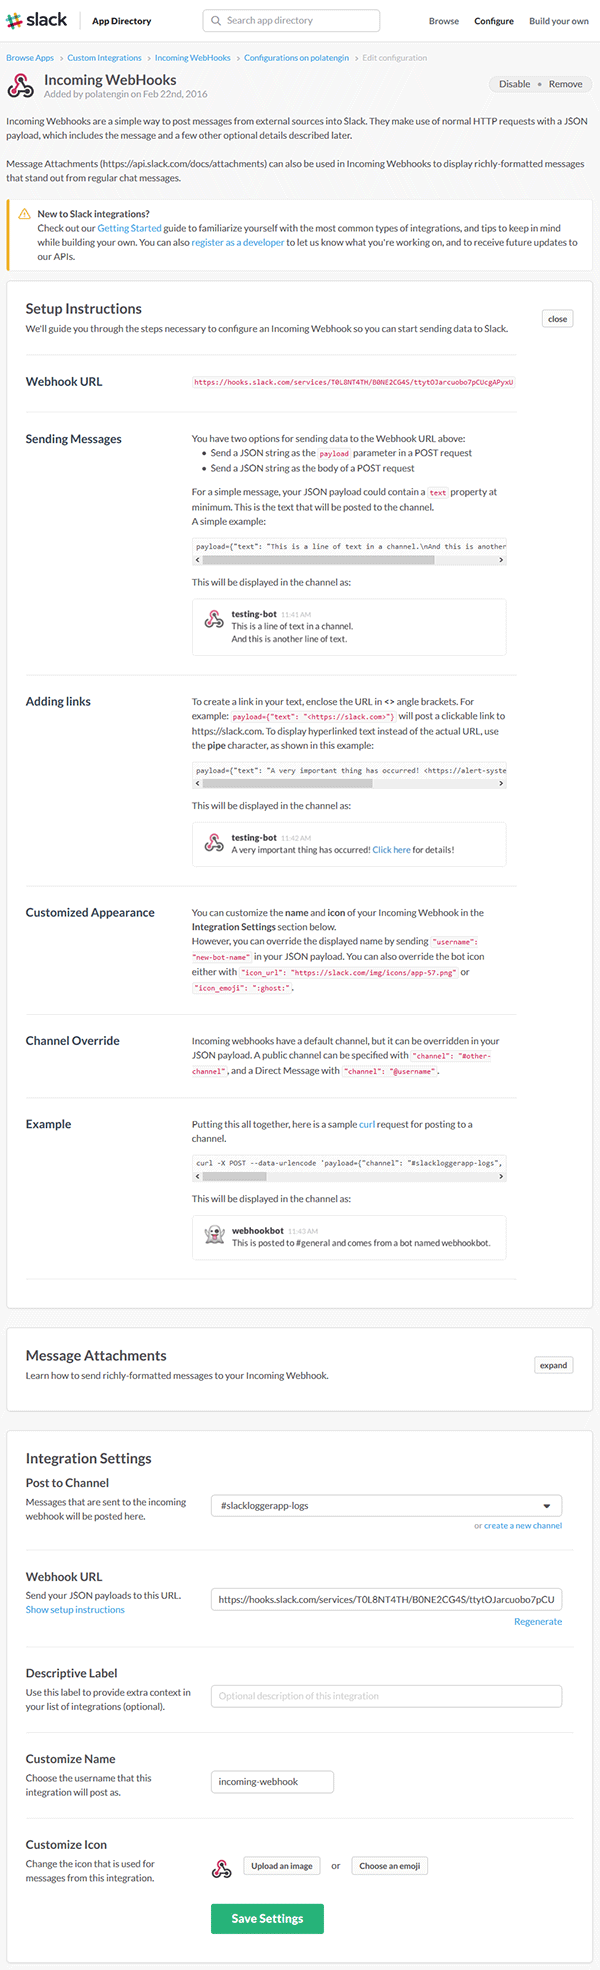 slack
App Directory
Search app directory
Browse
Configure
Build your own
Browse Apps > Custom Integrations > Incoming WebHooks > Configurations on polatengin > Edit configuration
Incoming WebHooks
Added by polatengin on Feb 22nd, 2016
Disable • Remove
Incoming Webhooks are a simple way to post messages from external sources into Slack. They make use of normal HTTP requests with a JSON
payload, which includes the message and a few other optional details described later.
Message Attachments (https://api.slack.com/docs/attachments) can also be used in Incoming Webhooks to display richly-formatted messages
that stand out from regular chat messages.
New to Slack integrations?
Check out our Getting Started guide to familiarize yourself with the most common types of integrations, and tips to keep in mind
while building your own. You can also register as a developer to let us know what you're working on, and to receive future updates to
our APIs.
Setup Instructions
close
We'll guide you through the steps necessary to configure an Incoming Webhook so you can start sending data to Slack.
Webhook URL
https://hooks.slack.com/services/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
Sending Messages
You have two options for sending data to the Webhook URL above:
• Send a JSON string as the payload parameter in a POST request
• Send a JSON string as the body of a POST request
For a simple message, your JSON payload could contain a text property at
minimum. This is the text that will be posted to the channel.
A simple example:
payload={"text": "This is a line of text in a channel.\nAnd this is another
This will be displayed in the channel as:
testing-bot 11:41 AM
This is a line of text in a channel.
And this is another line of text.
Adding links
To create a link in your text, enclose the URL in <> angle brackets. For
example: payload={"text": "<https://slack.com>"} will post a clickable link to
https://slack.com. To display hyperlinked text instead of the actual URL, use
the pipe character, as shown in this example:
payload={"text": "A very important thing has occurred! <https://alert-syste
This will be displayed in the channel as:
testing-bot 11:42 AM
A very important thing has occurred! Click here for details!
Customized Appearance
You can customize the name and icon of your Incoming Webhook in the
Integration Settings section below.
However, you can override the displayed name by sending "username":
"new-bot-name" in your JSON payload. You can also override the bot icon
either with "icon_url": "https://slack.com/img/icons/app-57.png" or
"icon_emoji": ":ghost:".
Channel Override
Incoming webhooks have a default channel, but it can be overridden in your
JSON payload. A public channel can be specified with "channel": "#other-
channel", and a Direct Message with "channel": "@username".
Example
Putting this all together, here is a sample curl request for posting to a
channel.
curl -X POST --data-urlencode 'payload={"channel": "#slackloggerapp-logs",
This will be displayed in the channel as:
webhookbot 11:43 AM
This is posted to #general and comes from a bot named webhookbot.
Message Attachments
expand
Learn how to send richly-formatted messages to your Incoming Webhook.
Integration Settings
Post to Channel
Messages that are sent to the incoming
webhook will be posted here.
#slackloggerapp-logs
or create a new channel
Webhook URL
Send your JSON payloads to this URL.
Show setup instructions
https://hooks.slack.com/services/T0L8NT4TH/B0NE2CG4S/ttytOJarcuobo7pCU
Regenerate
Descriptive Label
Use this label to provide extra context in
your list of integrations (optional).
Optional description of this integration
Customize Name
Choose the username that this
integration will post as.
incoming-webhook
Customize Icon
Change the icon that is used for
messages from this integration.
Upload an image
or
Choose an emoji
Save Settings